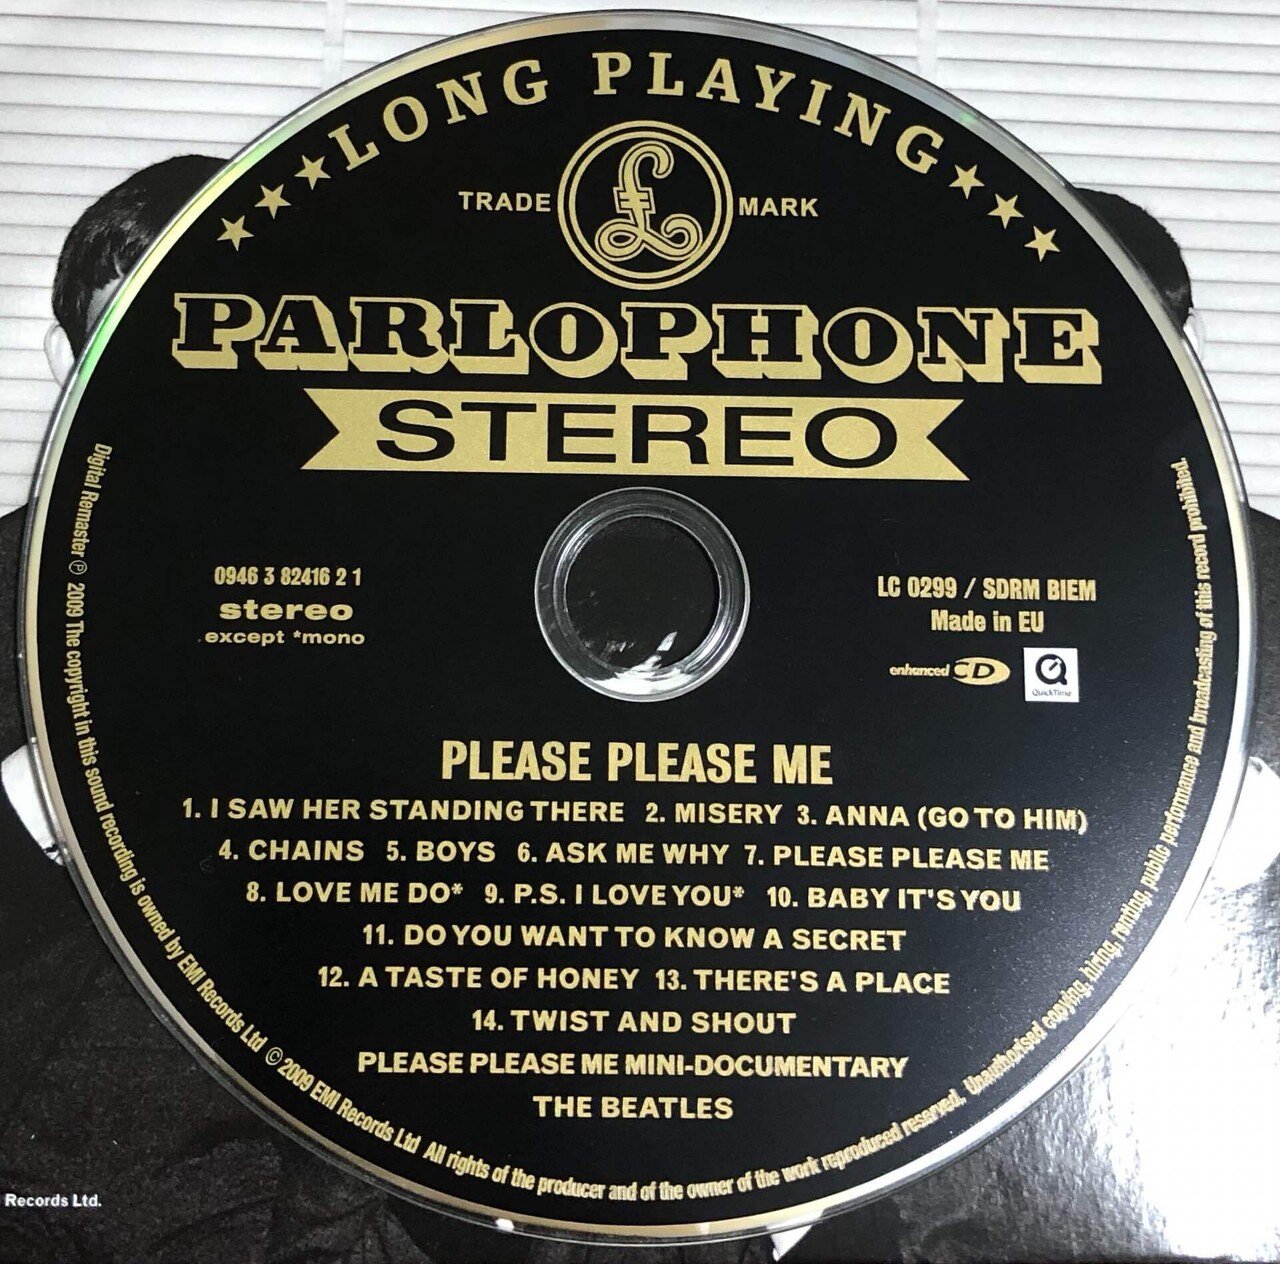 LONG PLAYING
TRADE MARK
£
PARLOPHONE
STEREO
0946 3 82416 2 1
stereo
except *mono
LC 0299 / SDRM BIEM
Made in EU
enhanced CD
QuickTime
PLEASE PLEASE ME
1. I SAW HER STANDING THERE 2. MISERY 3. ANNA (GO TO HIM)
4. CHAINS 5. BOYS 6. ASK ME WHY 7. PLEASE PLEASE ME
8. LOVE ME DO* 9. P.S. I LOVE YOU* 10. BABY IT'S YOU
11. DO YOU WANT TO KNOW A SECRET
12. A TASTE OF HONEY 13. THERE'S A PLACE
14. TWIST AND SHOUT
PLEASE PLEASE ME MINI-DOCUMENTARY
THE BEATLES
Digital Remaster ℗ 2009 The copyright in this sound recording is owned by EMI Records Ltd © 2009 EMI Records Ltd All rights of the producer and of the owner of the work reproduced reserved. Unauthorised copying, hiring, renting, public performance and broadcasting of this record prohibited.
Records Ltd.